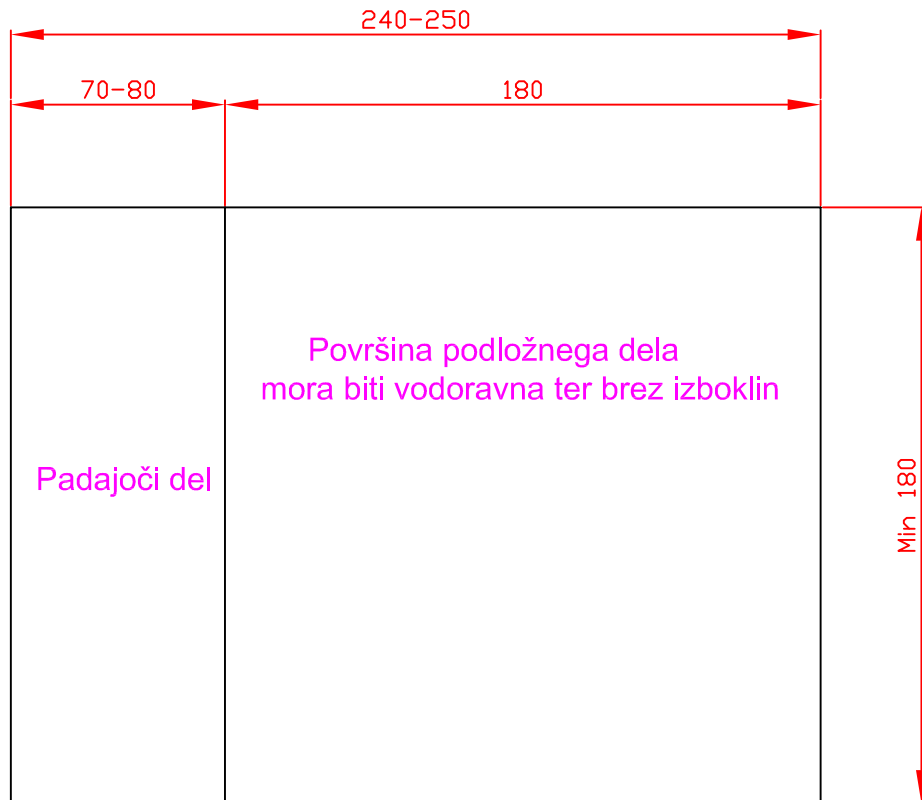 240-250
70-80
180
Površina podložnega dela
mora biti vodoravna ter brez izboklin
Padajoči del
Min 180